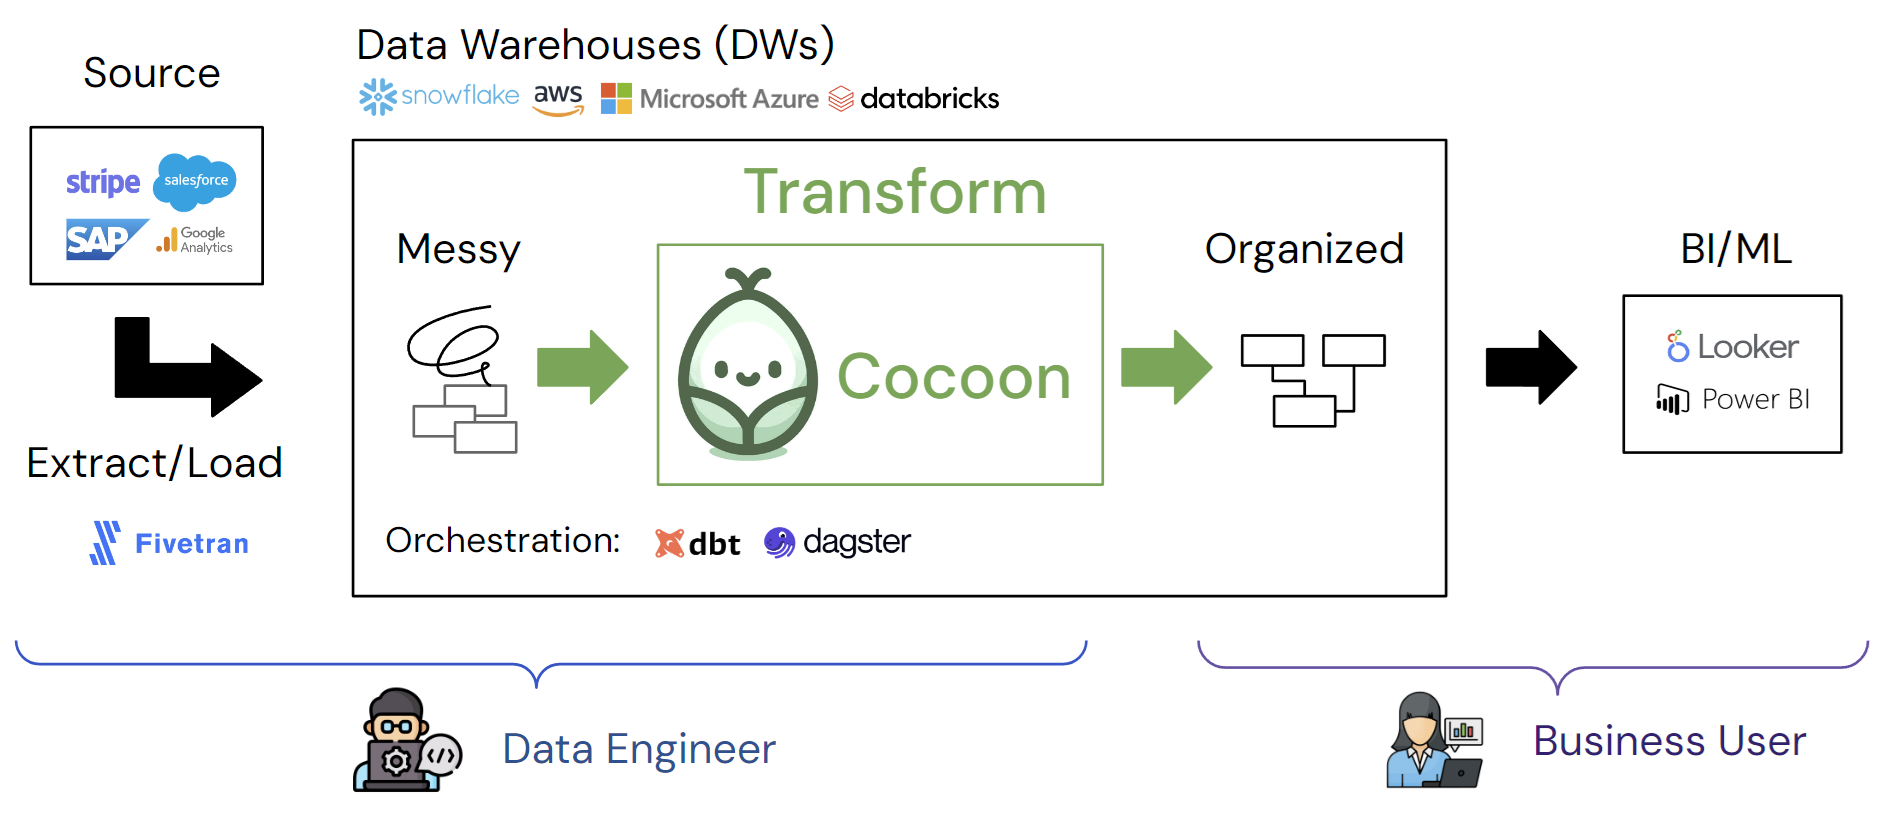 Source
stripe
salesforce
SAP
Google
Analytics
Extract/Load
Fivetran
Data Warehouses (DWs)
snowflake
aws
Microsoft Azure
databricks
Transform
Messy
Cocoon
Organized
Orchestration:
dbt
dagster
BI/ML
Looker
Power BI
Data Engineer
</>
Business User